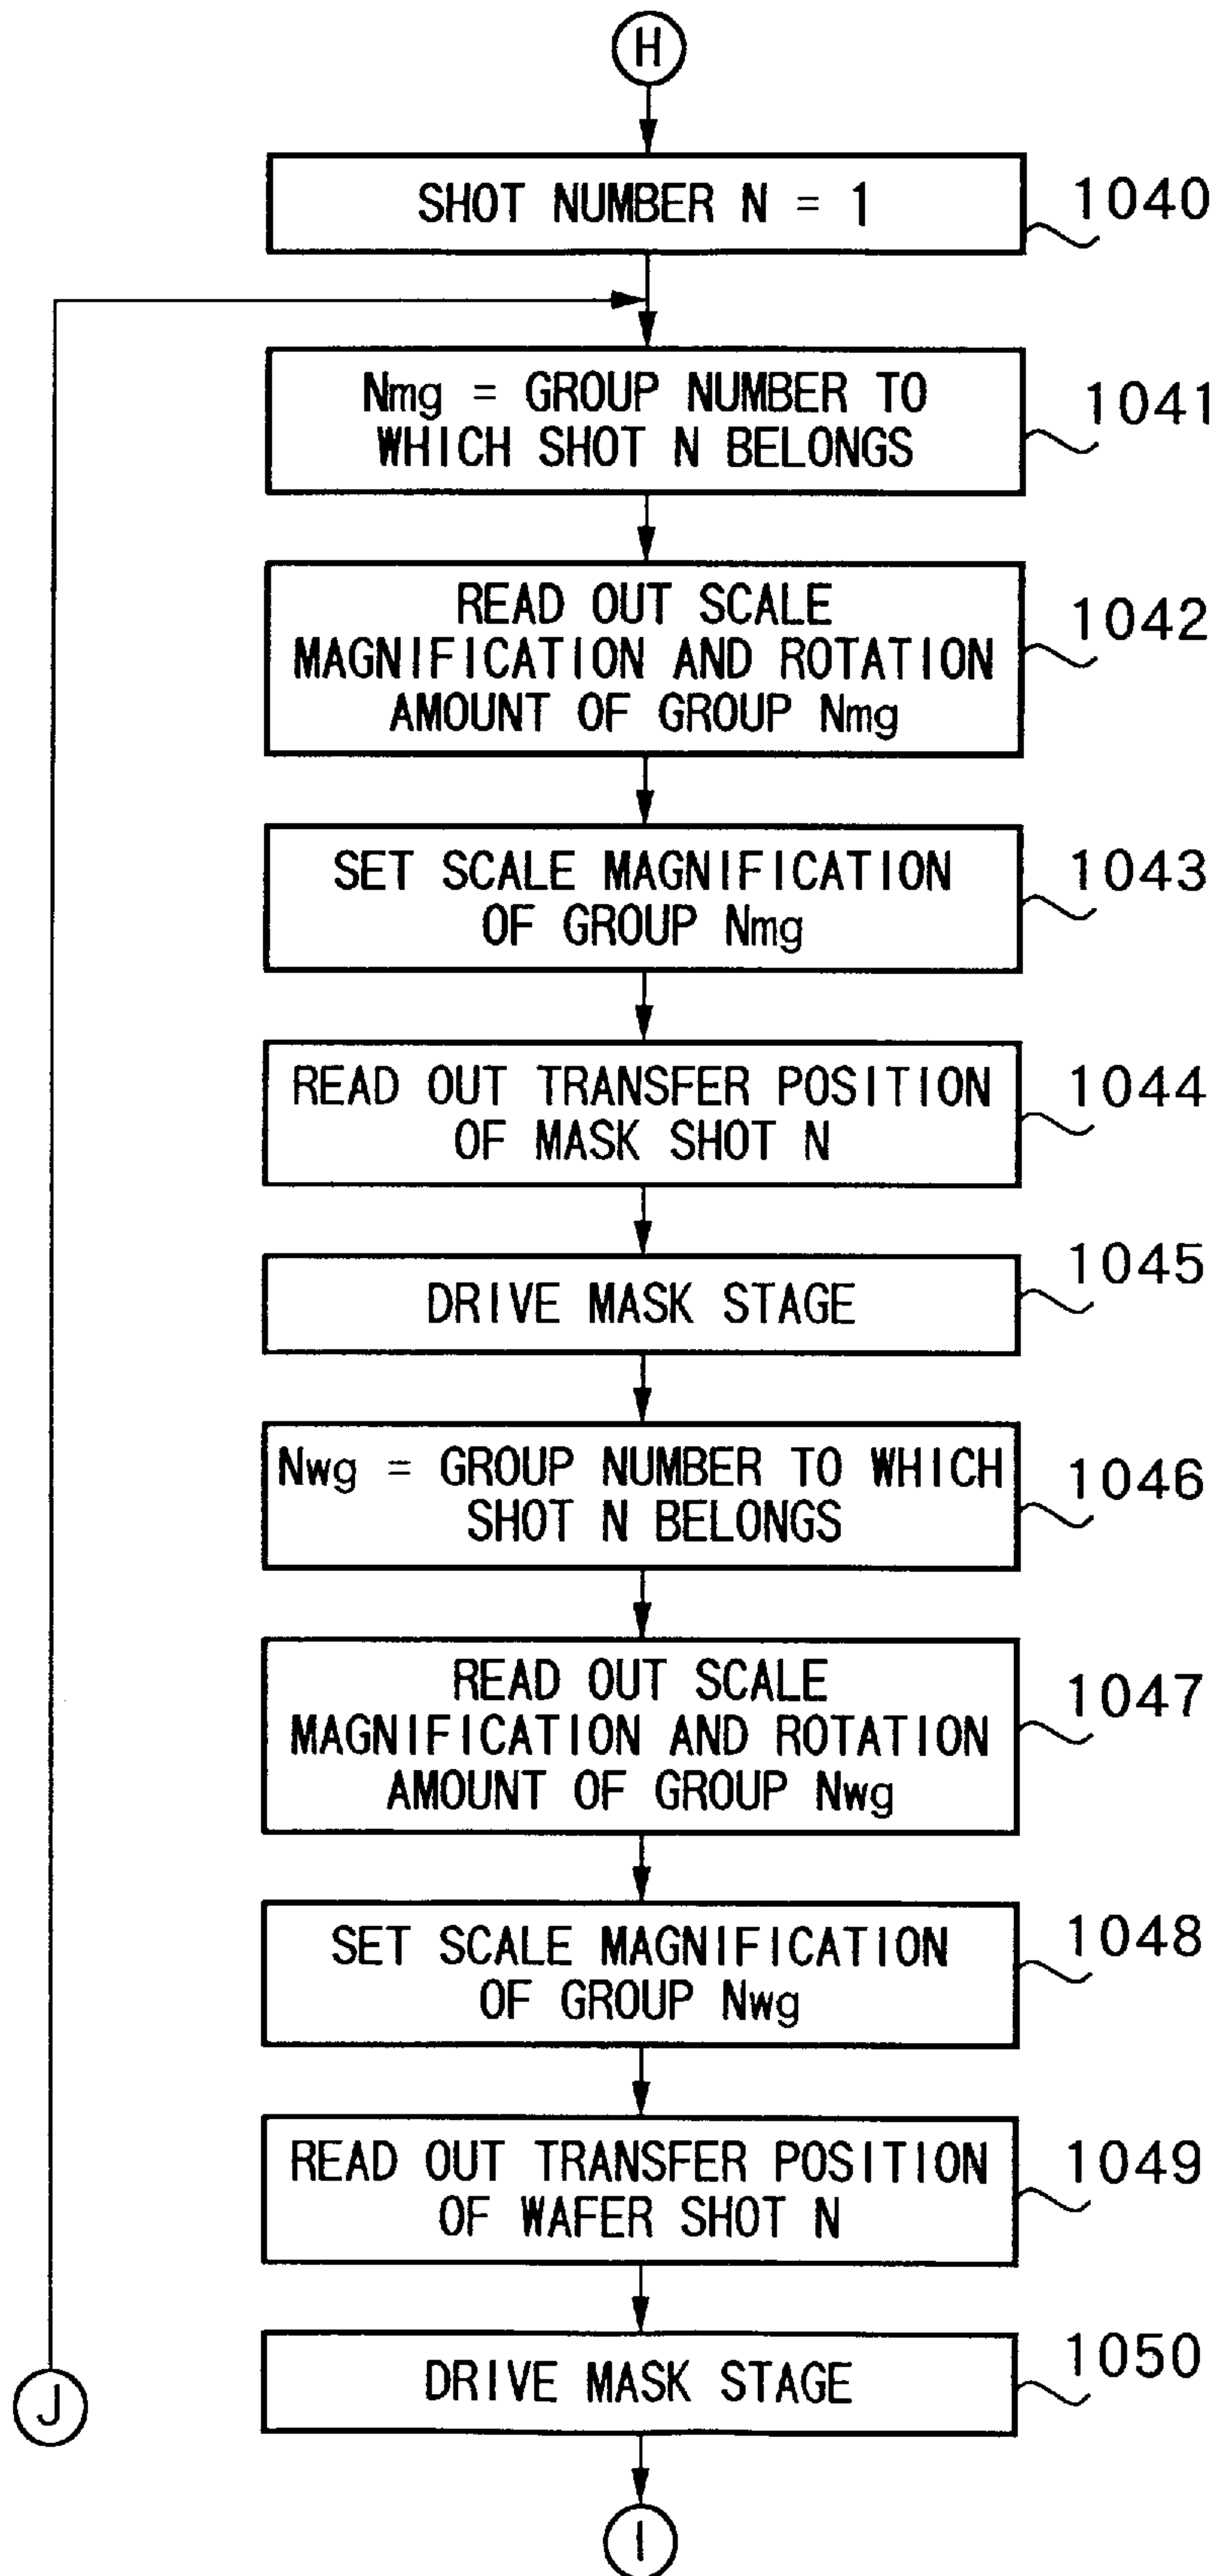 H
SHOT NUMBER N = 1
1040
Nmg = GROUP NUMBER TO
WHICH SHOT N BELONGS
1041
READ OUT SCALE
MAGNIFICATION AND ROTATION
AMOUNT OF GROUP Nmg
1042
SET SCALE MAGNIFICATION
OF GROUP Nmg
1043
READ OUT TRANSFER POSITION
OF MASK SHOT N
1044
DRIVE MASK STAGE
1045
Nwg = GROUP NUMBER TO WHICH
SHOT N BELONGS
1046
READ OUT SCALE
MAGNIFICATION AND ROTATION
AMOUNT OF GROUP Nwg
1047
SET SCALE MAGNIFICATION
OF GROUP Nwg
1048
READ OUT TRANSFER POSITION
OF WAFER SHOT N
1049
DRIVE MASK STAGE
1050
J
I